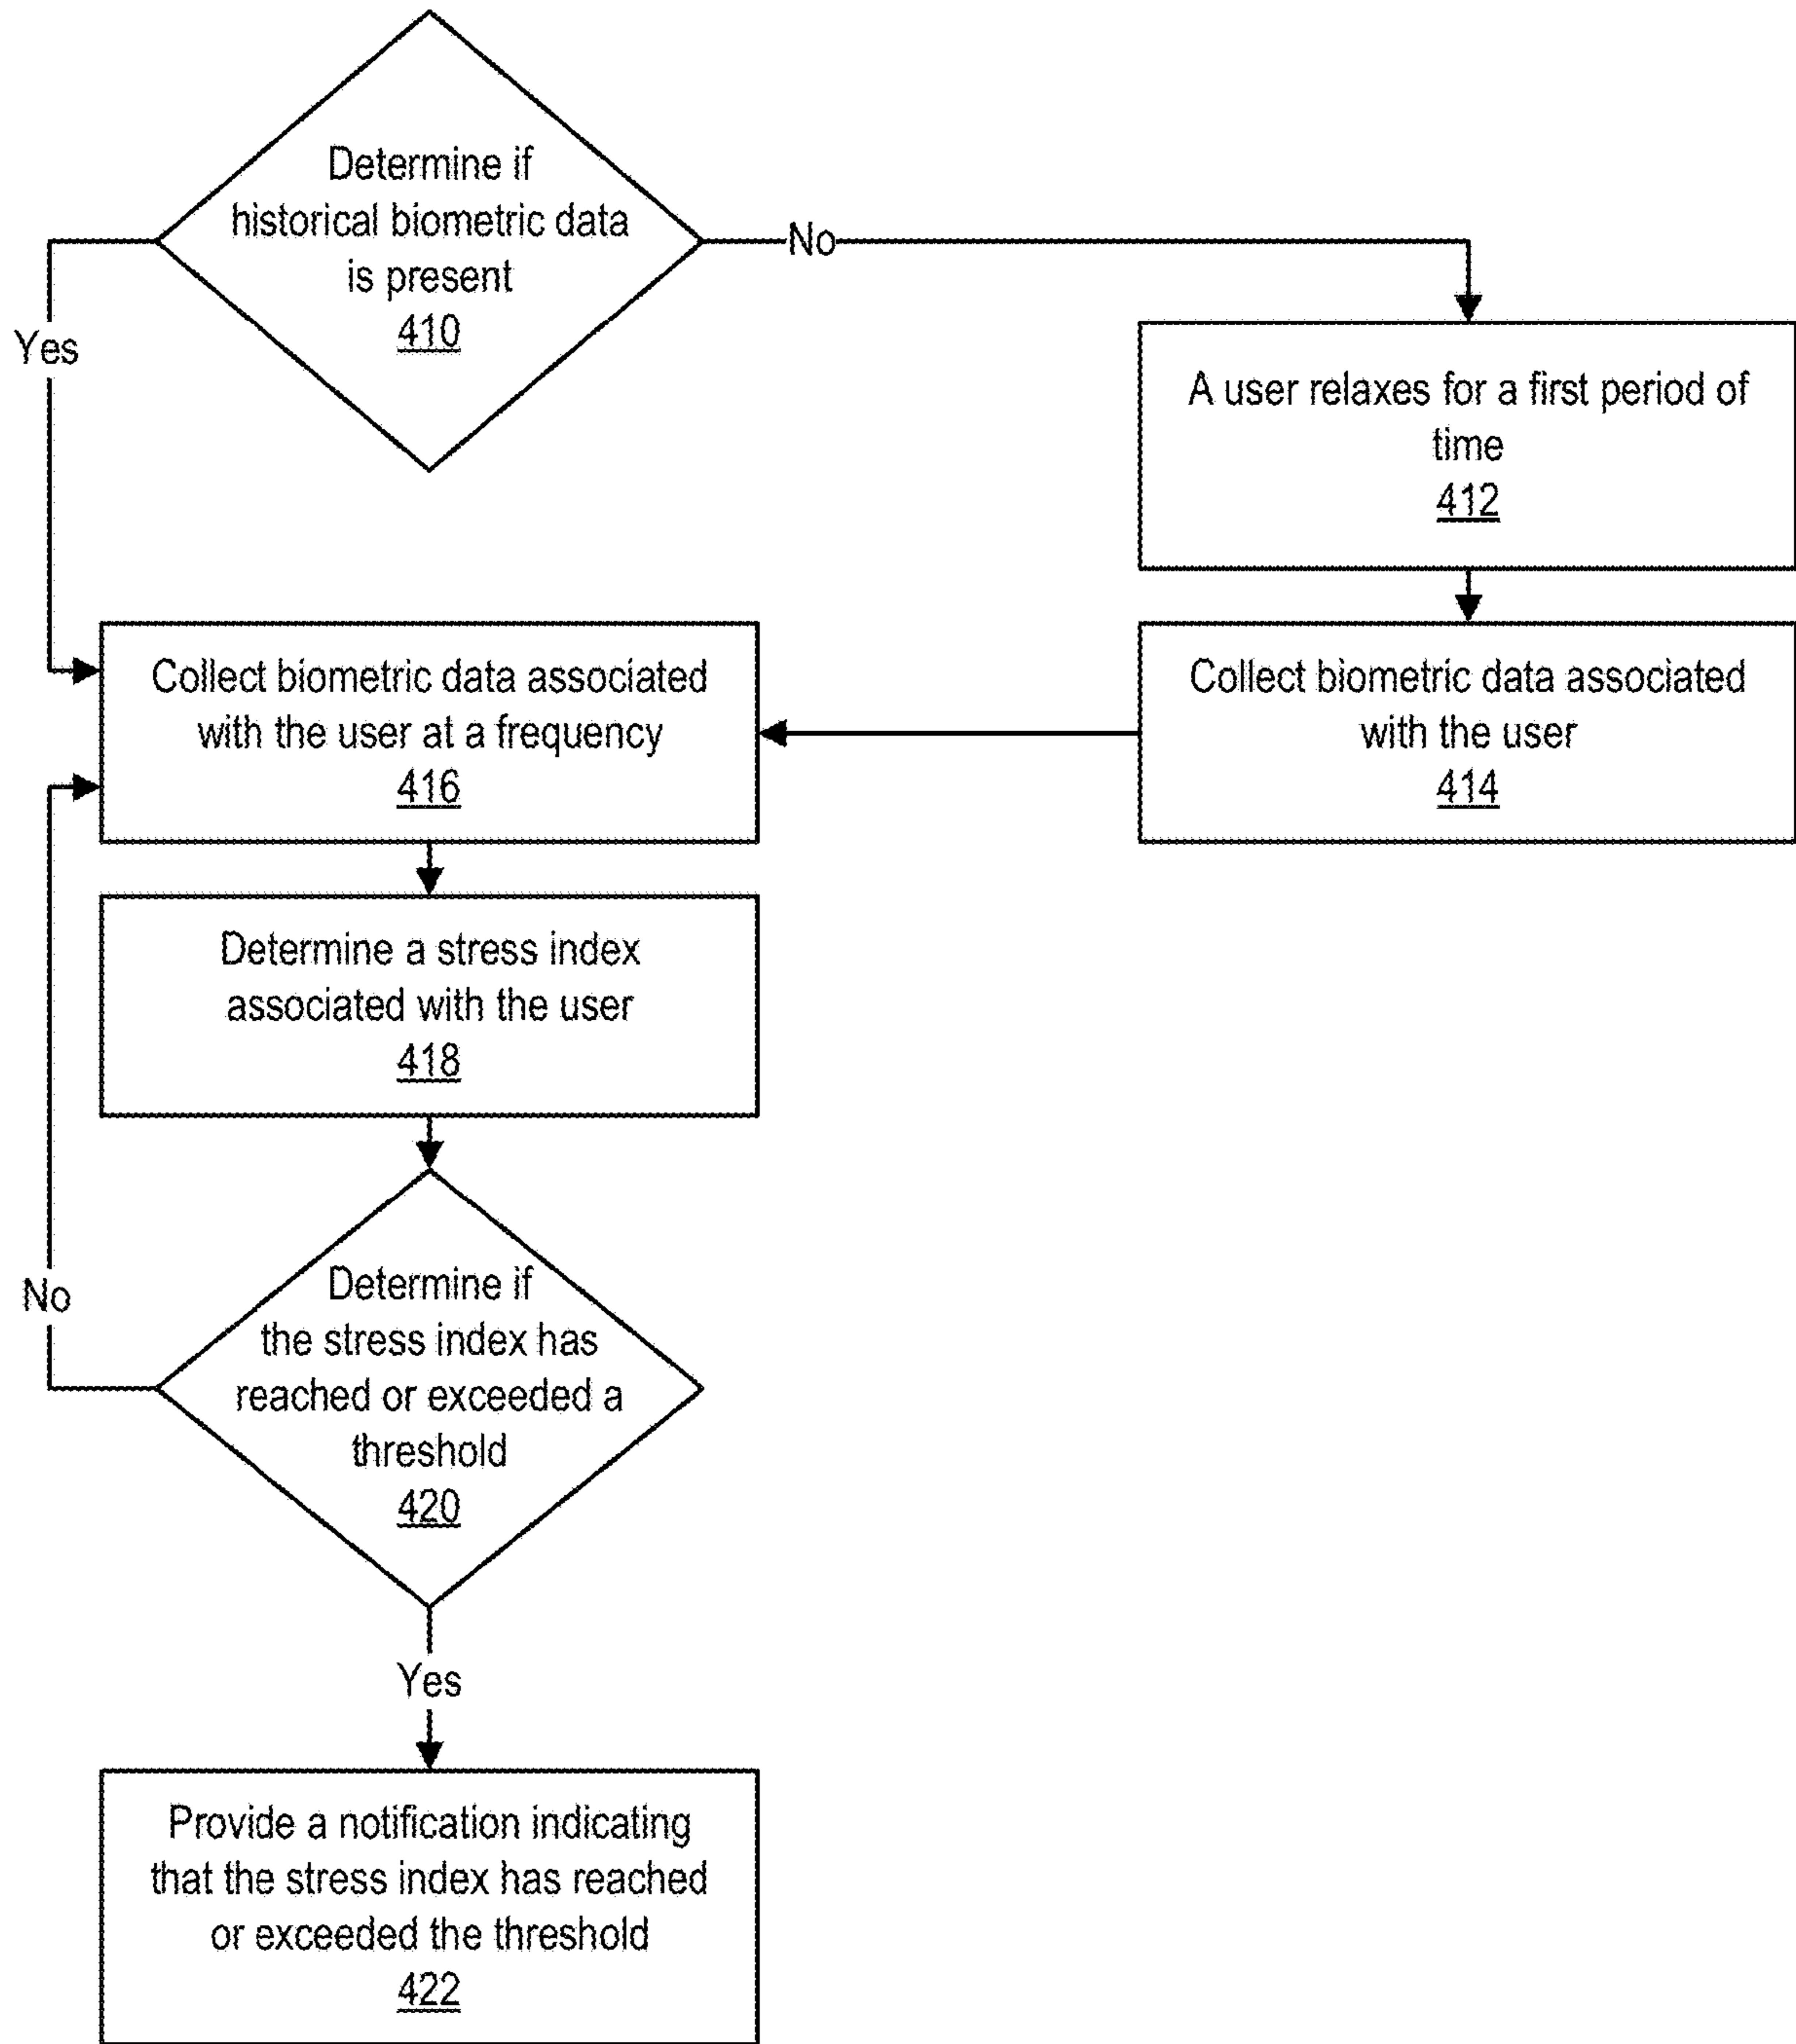 Determine if
historical biometric data
is present
410
No
Yes
A user relaxes for a first period of
time
412
Collect biometric data associated
with the user at a frequency
416
Collect biometric data associated
with the user
414
Determine a stress index
associated with the user
418
No
Determine if
the stress index has
reached or exceeded a
threshold
420
Yes
Provide a notification indicating
that the stress index has reached
or exceeded the threshold
422